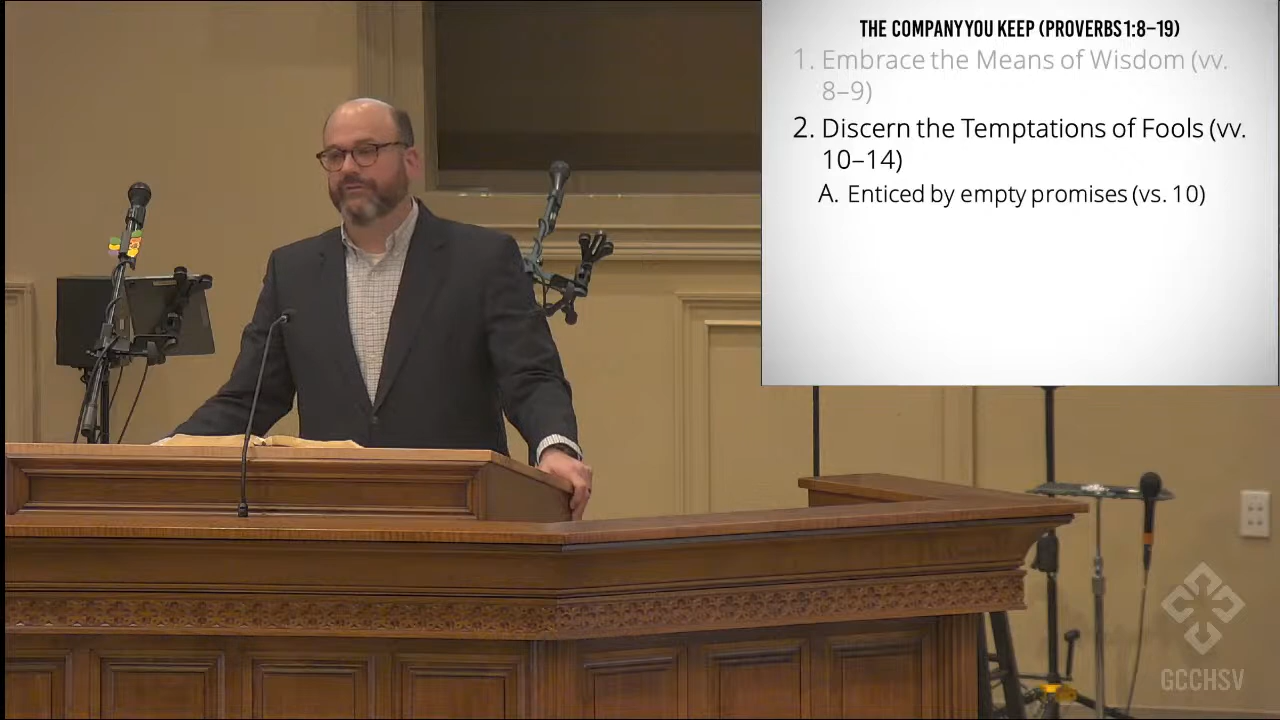 THE COMPANY YOU KEEP (PROVERBS 1:8–19)
1. Embrace the Means of Wisdom (vv.
8–9)
2. Discern the Temptations of Fools (vv.
10–14)
A. Enticed by empty promises (vs. 10)
GCCHSV